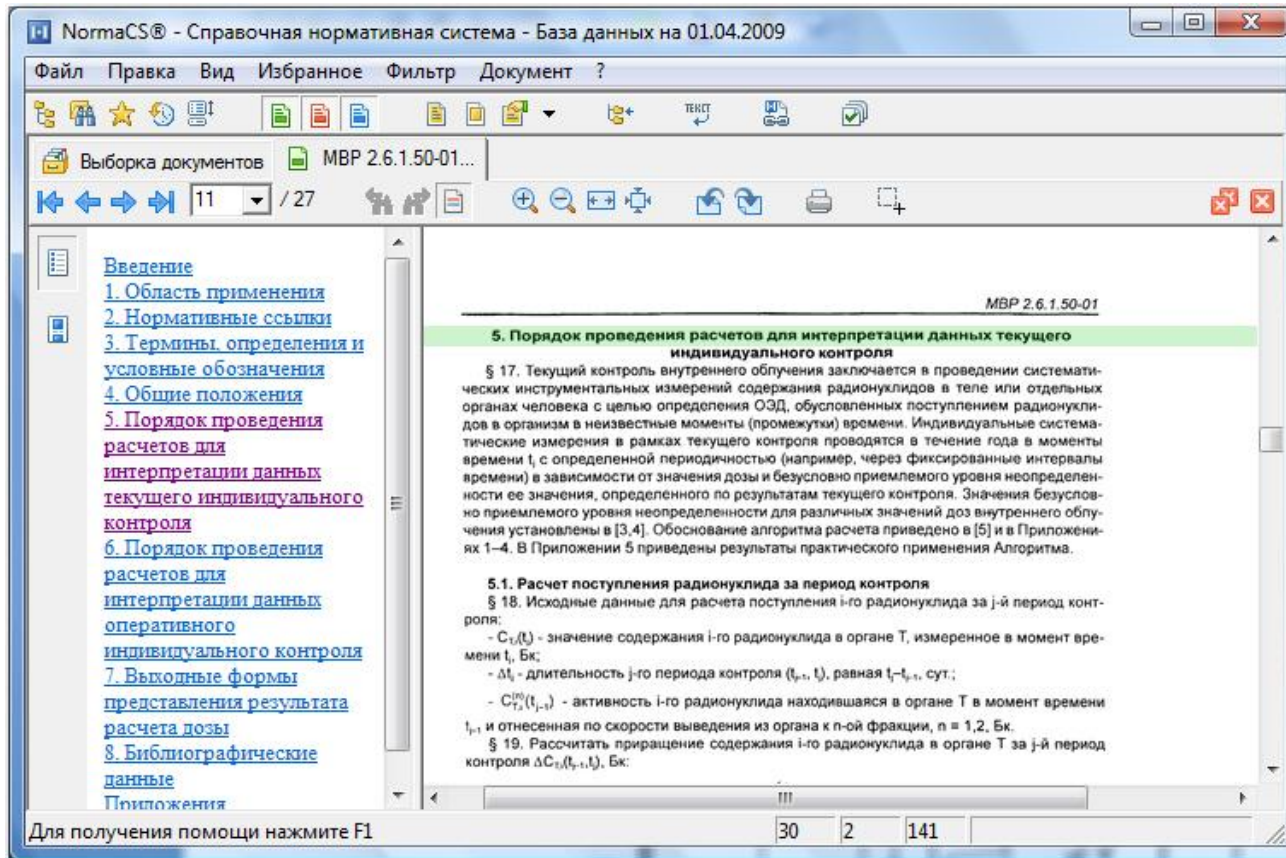 NormaCS® - Справочная нормативная система - База данных на 01.04.2009
Файл Правка Вид Избранное Фильтр Документ ?
ТЕКСТ
Выборка документов МВР 2.6.1.50-01...
11 / 27
Введение
1. Область применения
2. Нормативные ссылки
3. Термины, определения и
условные обозначения
4. Общие положения
5. Порядок проведения
расчетов для
интерпретации данных
текущего индивидуального
контроля
6. Порядок проведения
расчетов для
интерпретации данных
оперативного
индивидуального контроля
7. Выходные формы
представления результата
расчета дозы
8. Библиографические
данные
Приложения
МВР 2.6.1.50-01
5. Порядок проведения расчетов для интерпретации данных текущего
индивидуального контроля
§ 17. Текущий контроль внутреннего облучения заключается в проведении системати-
ческих инструментальных измерений содержания радионуклидов в теле или отдельных
органах человека с целью определения ОЭД, обусловленных поступлением радионукли-
дов в организм в неизвестные моменты (промежутки) времени. Индивидуальные система-
тические измерения в рамках текущего контроля проводятся в течение года в моменты
времени tⱼ с определенной периодичностью (например, через фиксированные интервалы
времени) в зависимости от значения дозы и безусловно приемлемого уровня неопределен-
ности ее значения, определенного по результатам текущего контроля. Значения безуслов-
но приемлемого уровня неопределенности для различных значений доз внутреннего облу-
чения установлены в [3,4]. Обоснование алгоритма расчета приведено в [5] и в Приложени-
ях 1–4. В Приложении 5 приведены результаты практического применения Алгоритма.
5.1. Расчет поступления радионуклида за период контроля
§ 18. Исходные данные для расчета поступления i-го радионуклида за j-й период конт-
роля:
- C_T,i(tⱼ) - значение содержания i-го радионуклида в органе Т, измеренное в момент вре-
мени tⱼ, Бк;
- Δtⱼ - длительность j-го периода контроля (tⱼ₋₁, tⱼ), равная tⱼ–tⱼ₋₁, сут.;
- C_T,i^(n)(tⱼ₋₁) - активность i-го радионуклида находившаяся в органе Т в момент времени
tⱼ₋₁ и отнесенная по скорости выведения из органа к n-ой фракции, n = 1,2, Бк.
§ 19. Рассчитать приращение содержания i-го радионуклида в органе Т за j-й период
контроля ΔC_T,i(tⱼ₋₁,tⱼ), Бк:
Для получения помощи нажмите F1 30 2 141